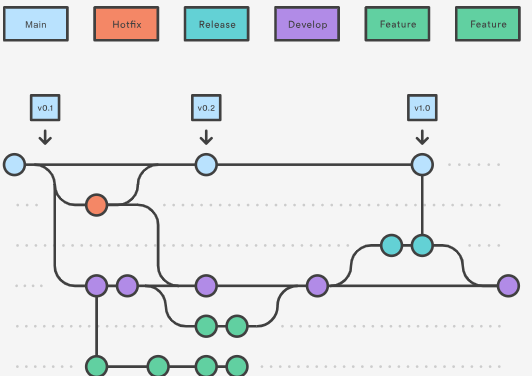 Main
Hotfix
Release
Develop
Feature
Feature
v0.1
v0.2
v1.0